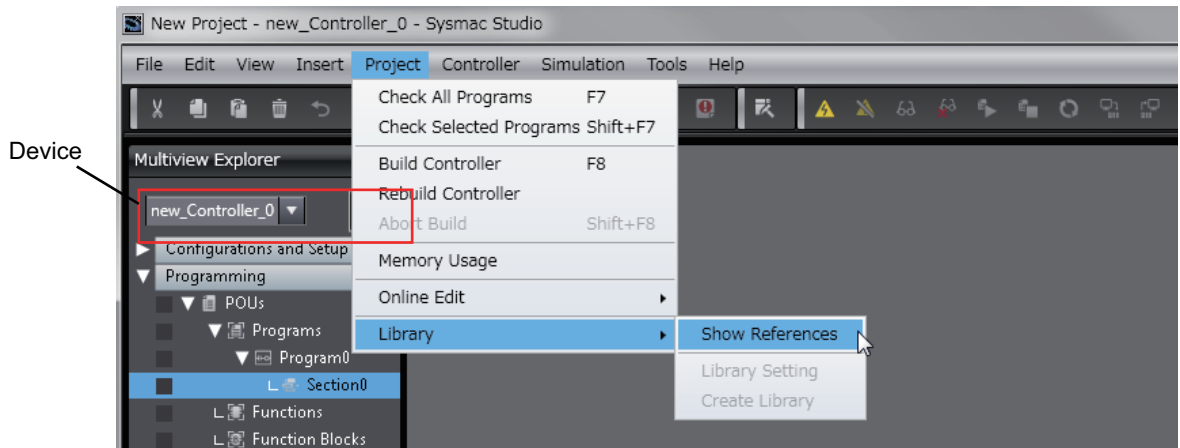 New Project - new_Controller_0 - Sysmac Studio
File Edit View Insert Project Controller Simulation Tools Help
Check All Programs F7
Check Selected Programs Shift+F7
Device
Multiview Explorer
Build Controller F8
Rebuild Controller
new_Controller_0
Abort Build Shift+F8
Configurations and Setup
Memory Usage
Programming
Online Edit
POUs
Programs
Library
Show References
Program0
Library Setting
Section0
Create Library
Functions
Function Blocks